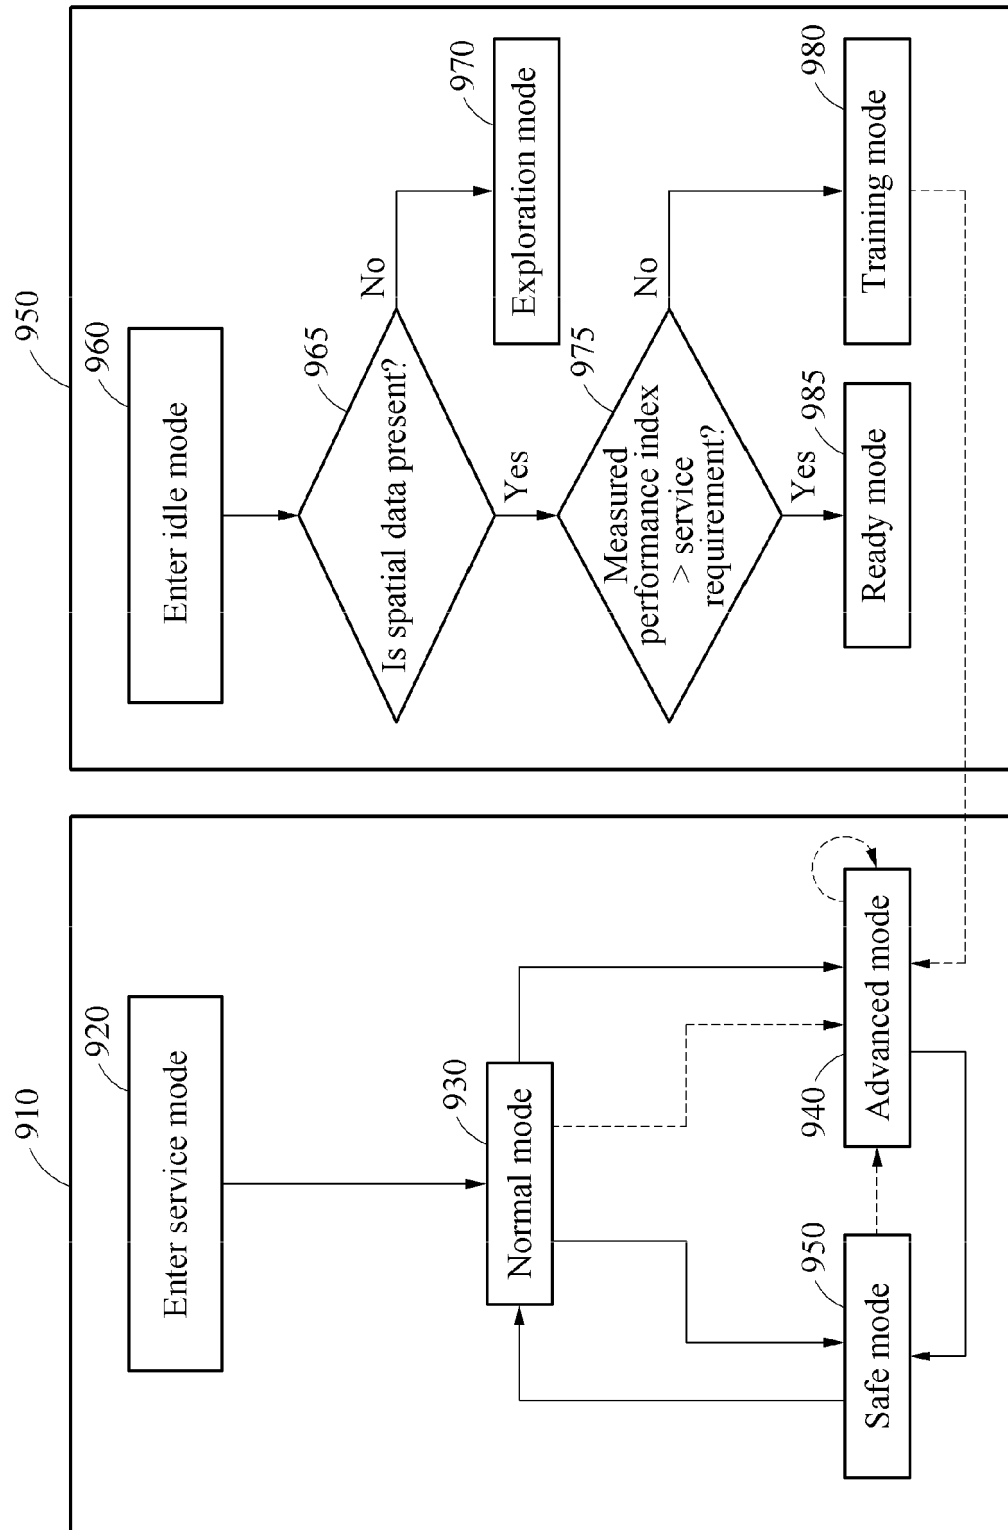 910
Enter service mode
920
Normal mode
930
Safe mode
950
940
Advanced mode
950
Enter idle mode
960
Is spatial data present?
965
No
Exploration mode
970
Yes
Measured
performance index
> service
requirement?
975
No
Yes
Ready mode
985
Training mode
980